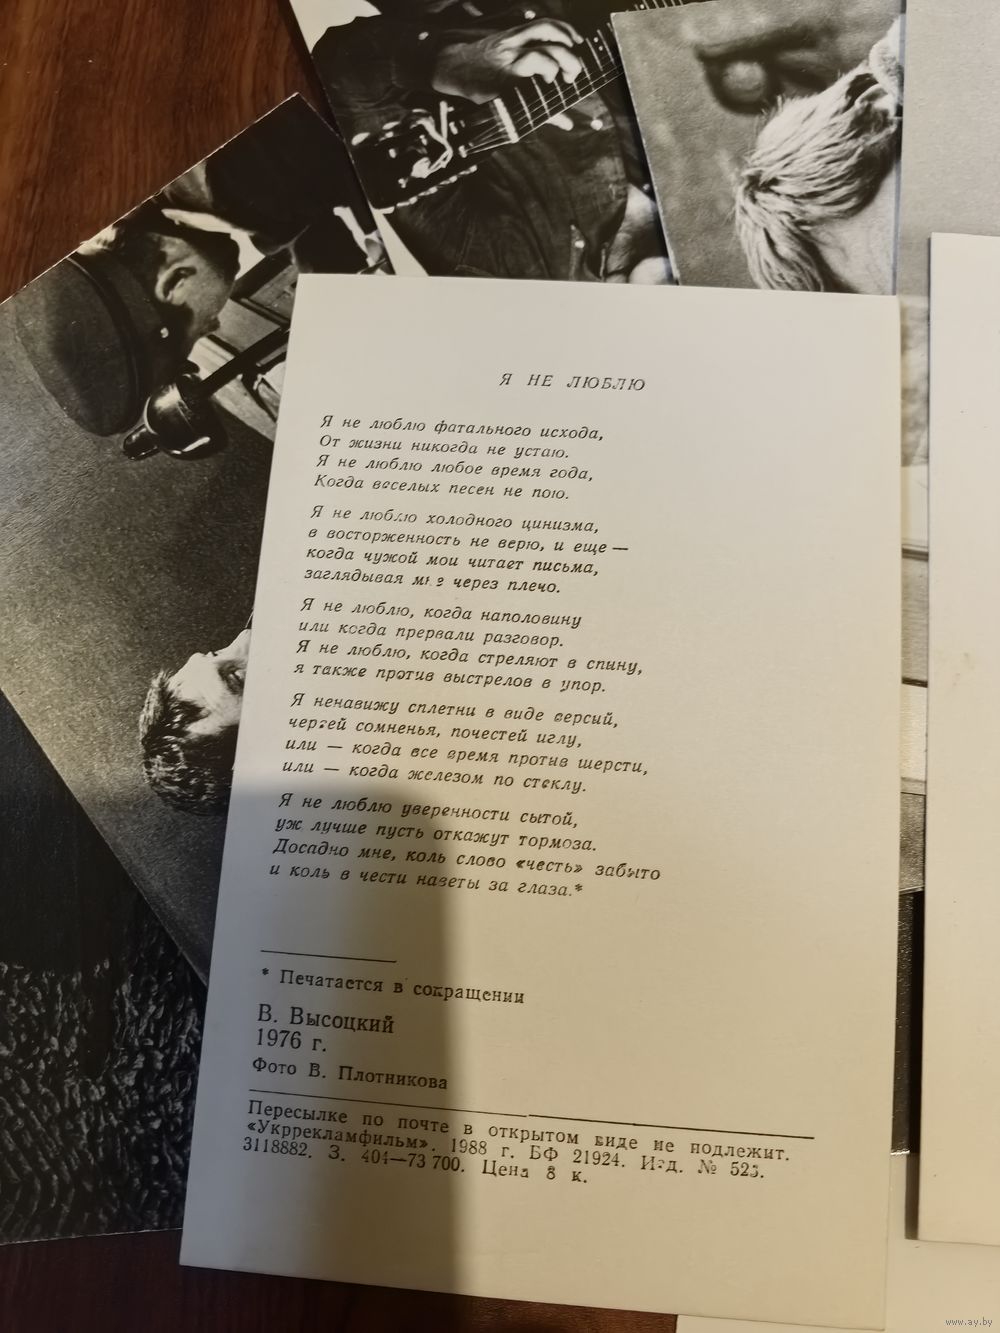 Я НЕ ЛЮБЛЮ
Я не люблю фатального исхода,
От жизни никогда не устаю.
Я не люблю любое время года,
Когда веселых песен не пою.
Я не люблю холодного цинизма,
в восторженность не верю, и еще —
когда чужой мои читает письма,
заглядывая мне через плечо.
Я не люблю, когда наполовину
или когда прервали разговор.
Я не люблю, когда стреляют в спину,
я также против выстрелов в упор.
Я ненавижу сплетни в виде версий,
червей сомненья, почестей иглу,
или — когда все время против шерсти,
или — когда железом по стеклу.
Я не люблю уверенности сытой,
уж лучше пусть откажут тормоза.
Досадно мне, коль слово «честь» забыто
и коль в чести наветы за глаза.*
* Печатается в сокращении
В. Высоцкий
1976 г.
Фото В. Плотникова
Пересылке по почте в открытом виде не подлежит.
«Укррекламфильм». 1988 г. БФ 21924. Изд. № 523.
3118882. З. 404—73 700. Цена 8 к.
www.ay.by